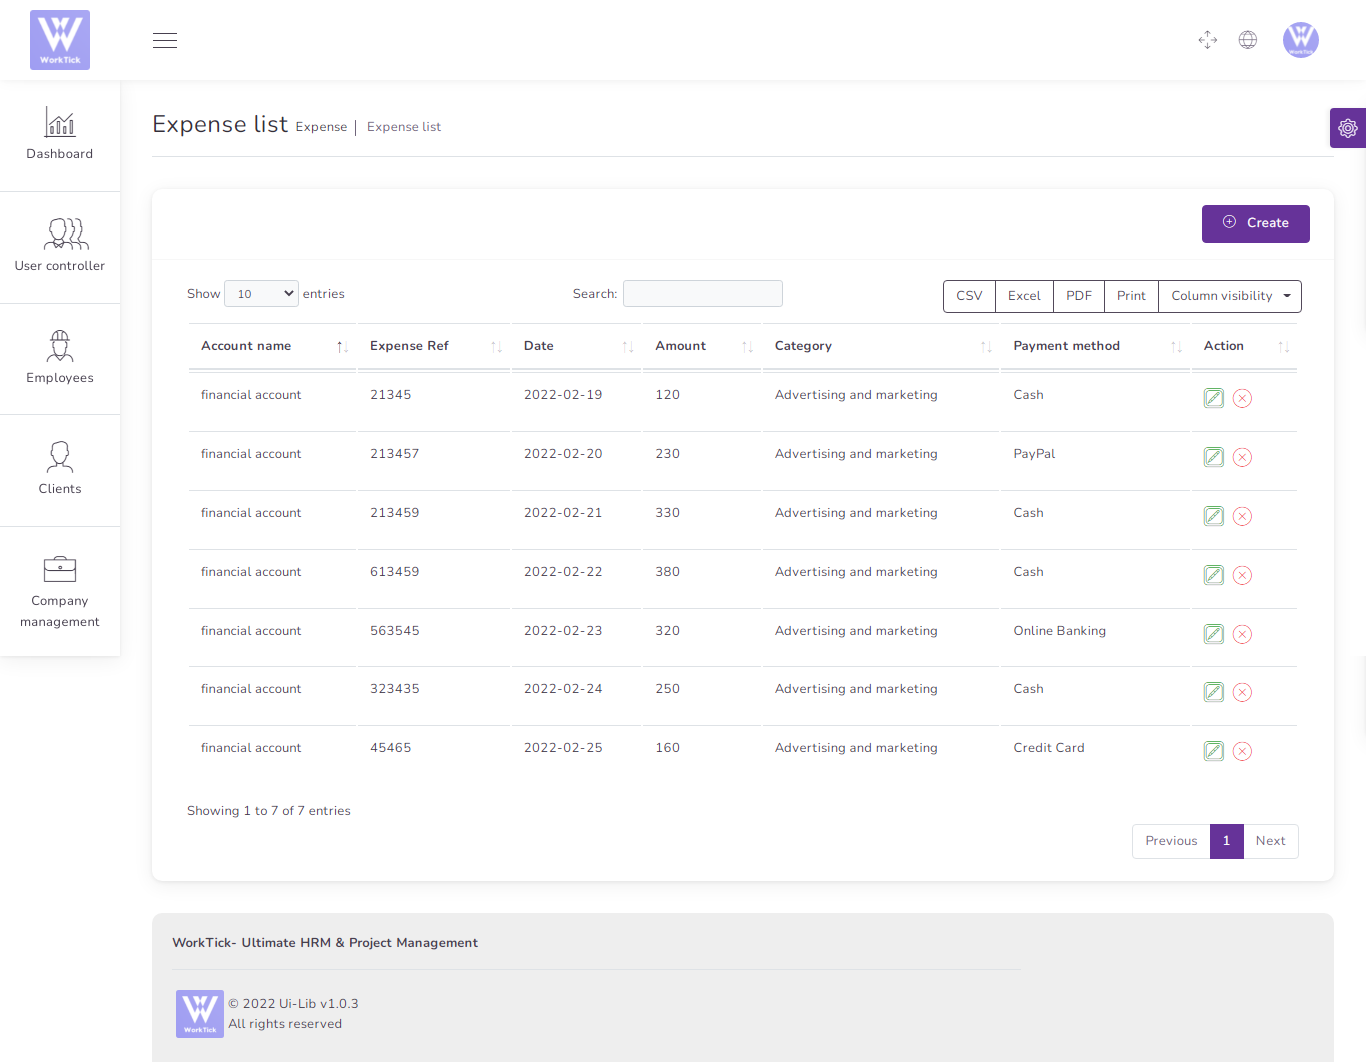 WorkTick
WorkTick
Dashboard
User controller
Employees
Clients
Company
management
Expense list Expense Expense list
Create
Show 10 entries Search: CSV Excel PDF Print Column visibility
Account name Expense Ref Date Amount Category Payment method Action
financial account 21345 2022-02-19 120 Advertising and marketing Cash
financial account 213457 2022-02-20 230 Advertising and marketing PayPal
financial account 213459 2022-02-21 330 Advertising and marketing Cash
financial account 613459 2022-02-22 380 Advertising and marketing Cash
financial account 563545 2022-02-23 320 Advertising and marketing Online Banking
financial account 323435 2022-02-24 250 Advertising and marketing Cash
financial account 45465 2022-02-25 160 Advertising and marketing Credit Card
Showing 1 to 7 of 7 entries
Previous 1 Next
WorkTick- Ultimate HRM & Project Management
WorkTick
© 2022 Ui-Lib v1.0.3
All rights reserved